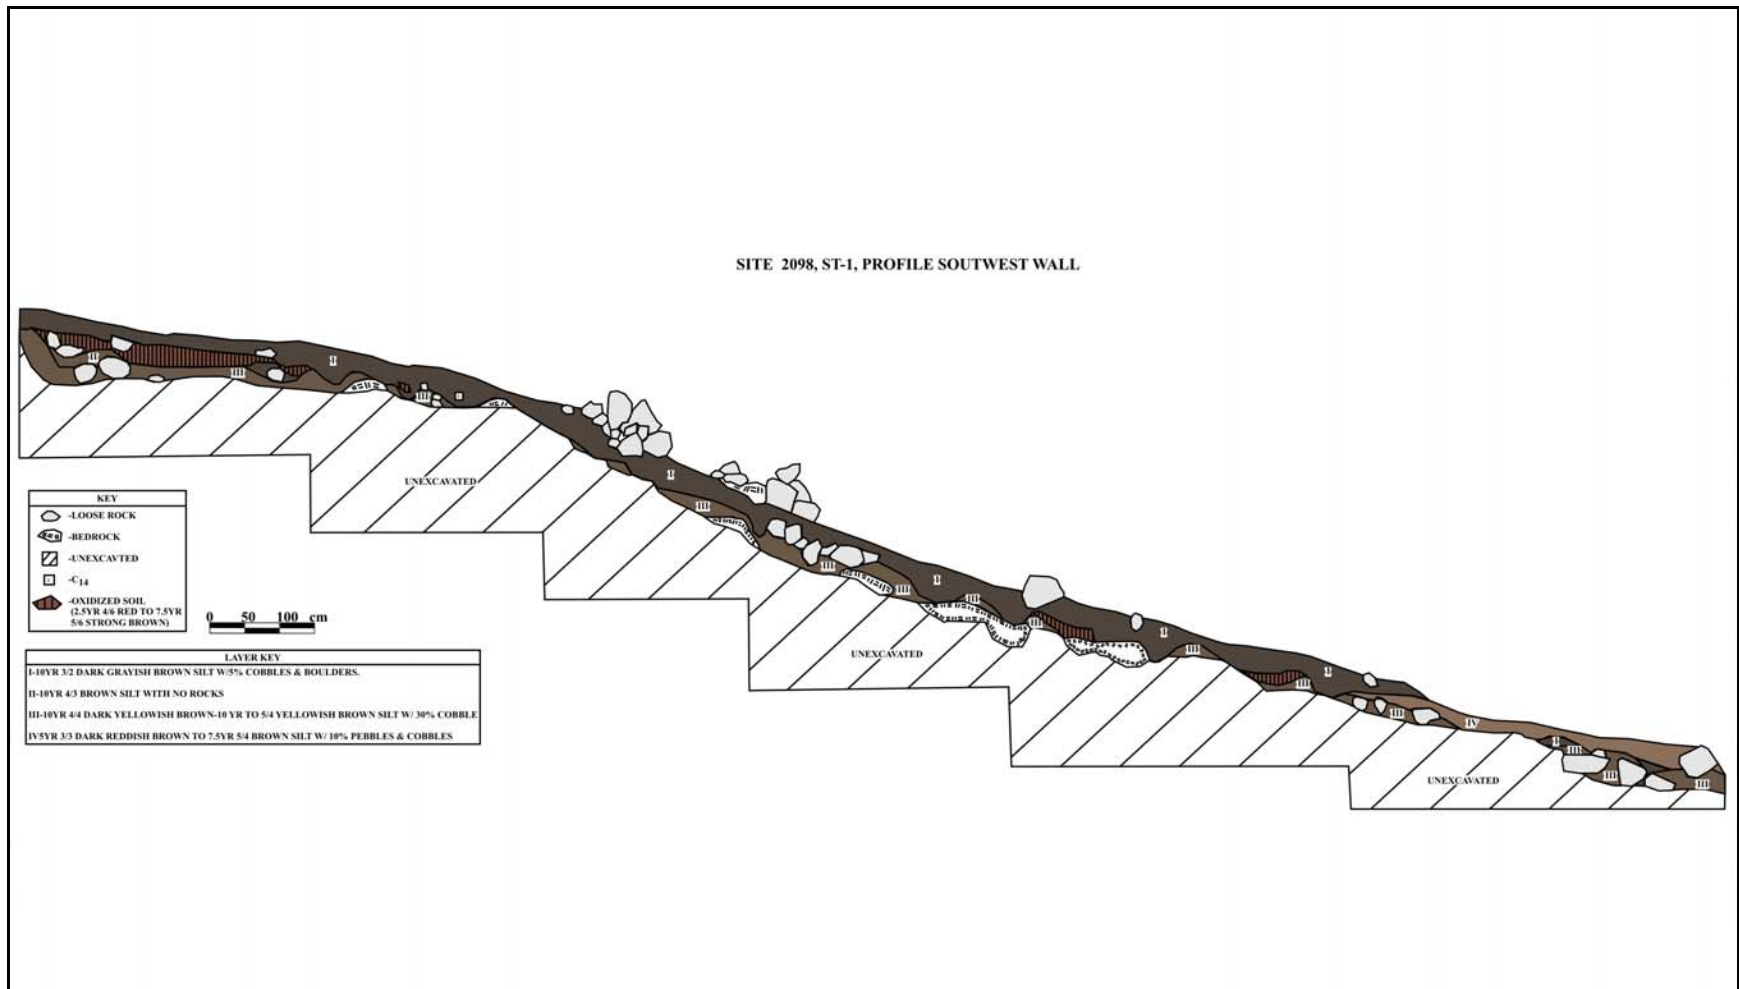 SITE 2098, ST-1, PROFILE SOUTWEST WALL
I
II
III
III
I
III
III
I
III
III
III
I
III
I
III
III
IV
I
III
III
III
UNEXCAVATED
UNEXCAVATED
UNEXCAVATED
KEY
-LOOSE ROCK
-BEDROCK
-UNEXCAVTED
-C14
-OXIDIZED SOIL
(2.5YR 4/6 RED TO 7.5YR
5/6 STRONG BROWN)
0 50 100 cm
LAYER KEY
I-10YR 3/2 DARK GRAYISH BROWN SILT W/5% COBBLES & BOULDERS.
II-10YR 4/3 BROWN SILT WITH NO ROCKS
III-10YR 4/4 DARK YELLOWISH BROWN-10 YR TO 5/4 YELLOWISH BROWN SILT W/ 30% COBBLE
IV5YR 3/3 DARK REDDISH BROWN TO 7.5YR 5/4 BROWN SILT W/ 10% PEBBLES & COBBLES